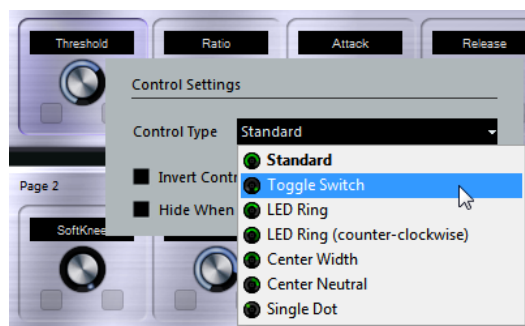 Threshold
Ratio
Attack
Release
Control Settings
Control Type
Standard
Invert Contr
Hide When
Standard
Toggle Switch
LED Ring
LED Ring (counter-clockwise)
Center Width
Center Neutral
Single Dot
Page 2
SoftKnee